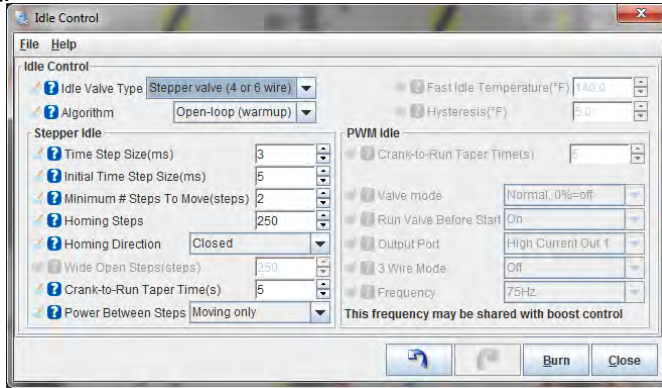 Idle Control
File Help
Idle Control
Idle Valve Type Stepper valve (4 or 6 wire)
Algorithm Open-loop (warmup)
Fast Idle Temperature(°F) 140.0
Hysteresis(°F) 5.0
Stepper Idle
Time Step Size(ms) 3
Initial Time Step Size(ms) 5
Minimum # Steps To Move(steps) 2
Homing Steps 250
Homing Direction Closed
Wide Open Steps(steps) 250
Crank-to-Run Taper Time(s) 5
Power Between Steps Moving only
PWM Idle
Crank-to-Run Taper Time(s) 5
Valve mode Normal, 0%=off
Run Valve Before Start On
Output Port High Current Out 1
3 Wire Mode Off
Frequency 75Hz
This frequency may be shared with boost control
Burn Close